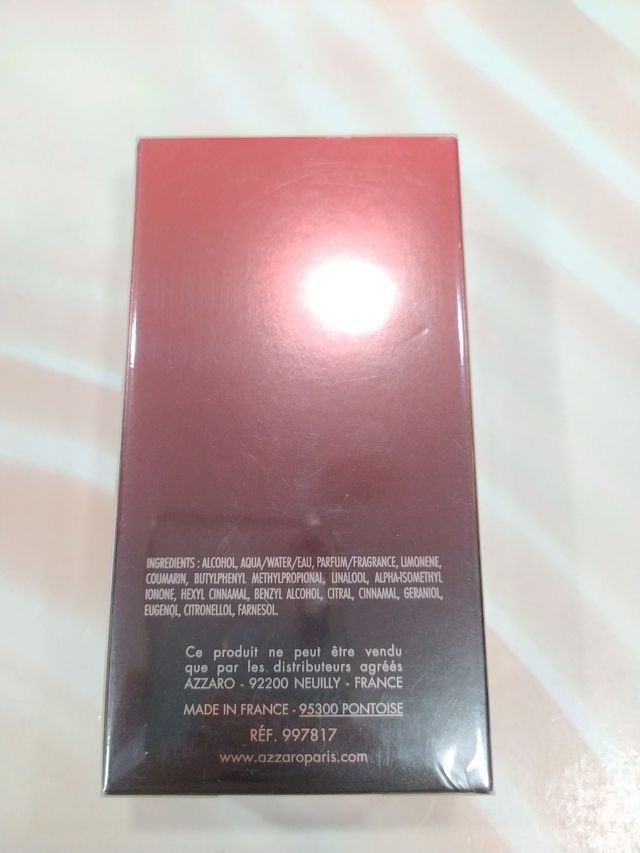 INGREDIENTS : ALCOHOL, AQUA/WATER/EAU, PARFUM/FRAGRANCE, LIMONENE,
COUMARIN, BUTYLPHENYL METHYLPROPIONAL, LINALOOL, ALPHA-ISOMETHYL
IONONE, HEXYL CINNAMAL, BENZYL ALCOHOL, CITRAL, CINNAMAL, GERANIOL,
EUGENOL, CITRONELLOL, FARNESOL.
Ce produit ne peut être vendu
que par les distributeurs agréés
AZZARO - 92200 NEUILLY - FRANCE
MADE IN FRANCE - 95300 PONTOISE
RÉF. 997817
www.azzaroparis.com